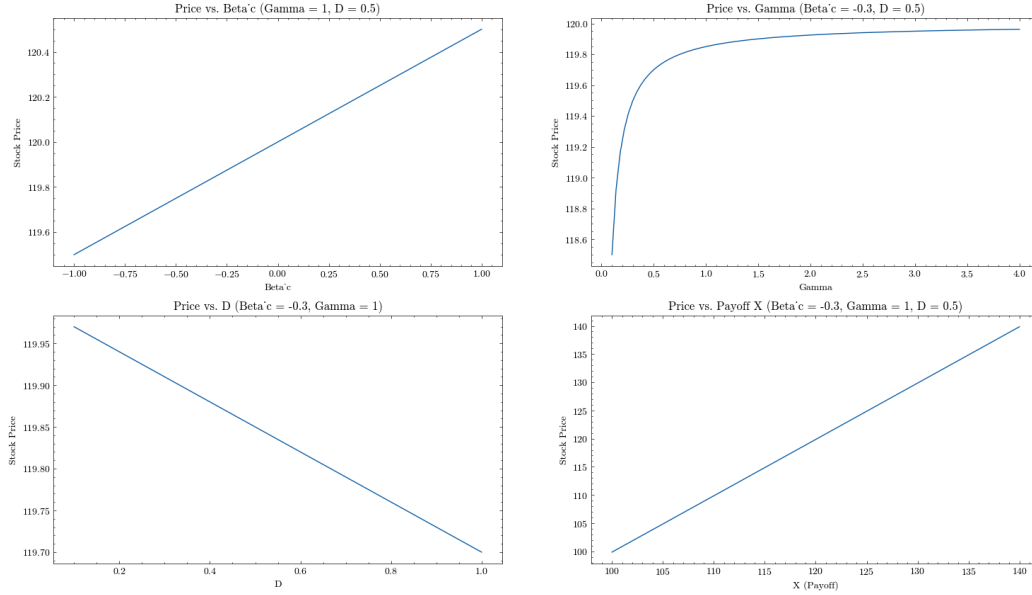 Price vs. Beta'c (Gamma = 1, D = 0.5)
Stock Price
120.4
120.2
120.0
119.8
119.6
−1.00 −0.75 −0.50 −0.25 0.00 0.25 0.50 0.75 1.00
Beta'c
Price vs. Gamma (Beta'c = -0.3, D = 0.5)
Stock Price
120.0
119.8
119.6
119.4
119.2
119.0
118.8
118.6
0.0 0.5 1.0 1.5 2.0 2.5 3.0 3.5 4.0
Gamma
Price vs. D (Beta'c = -0.3, Gamma = 1)
Stock Price
119.95
119.90
119.85
119.80
119.75
119.70
0.2 0.4 0.6 0.8 1.0
D
Price vs. Payoff X (Beta'c = -0.3, Gamma = 1, D = 0.5)
Stock Price
140
135
130
125
120
115
110
105
100
100 105 110 115 120 125 130 135 140
X (Payoff)